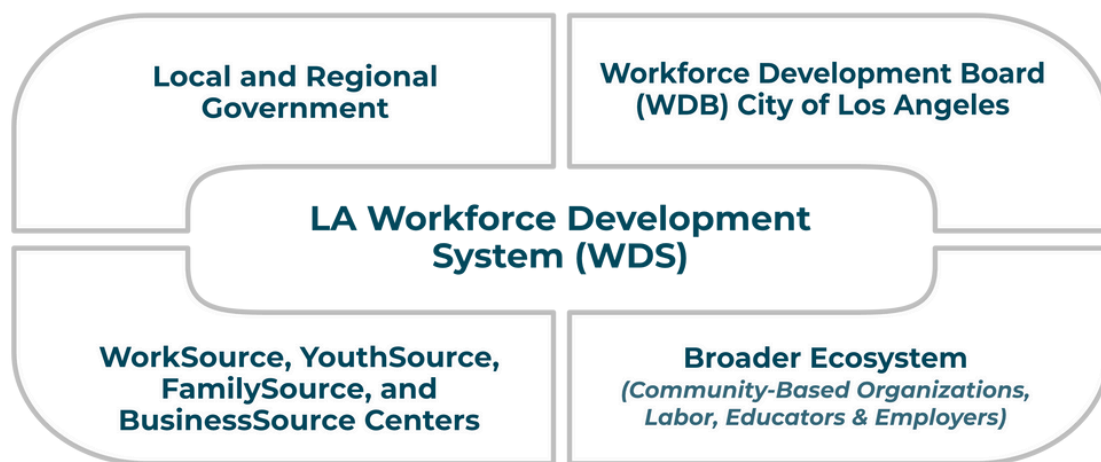 Local and Regional
Government
Workforce Development Board
(WDB) City of Los Angeles
LA Workforce Development
System (WDS)
WorkSource, YouthSource,
FamilySource, and
BusinessSource Centers
Broader Ecosystem
(Community-Based Organizations,
Labor, Educators & Employers)